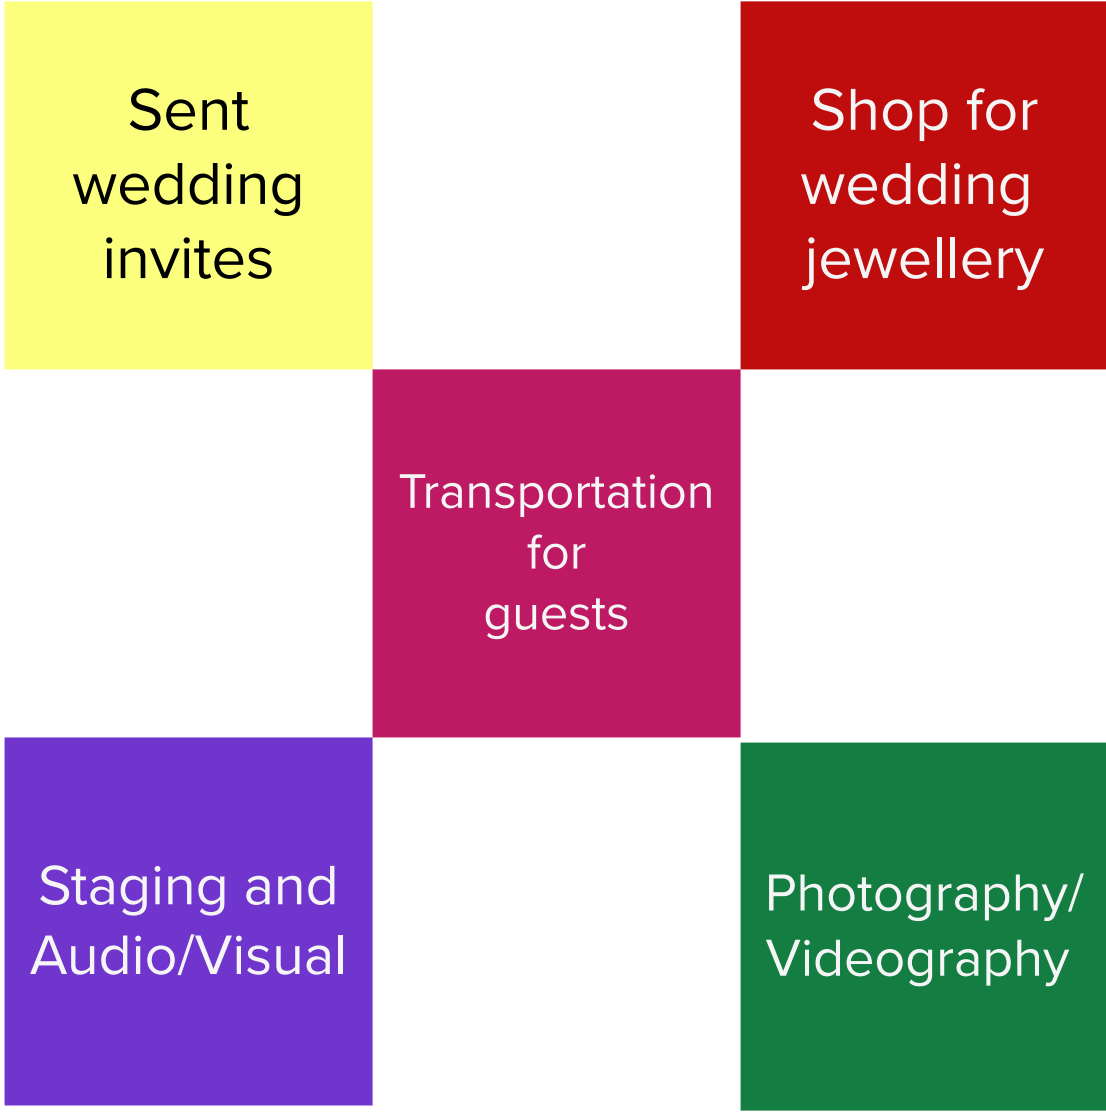 Sent
wedding
invites
Shop for
wedding
jewellery
Transportation
for
guests
Staging and
Audio/Visual
Photography/
Videography